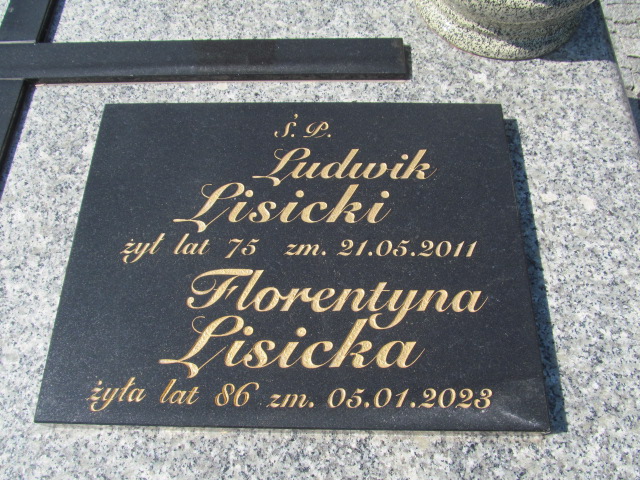 Ś. P.
Ludwik
Lisicki
żył lat 75 zm. 21.05.2011
Florentyna
Lisicka
żyła lat 86 zm. 05.01.2023